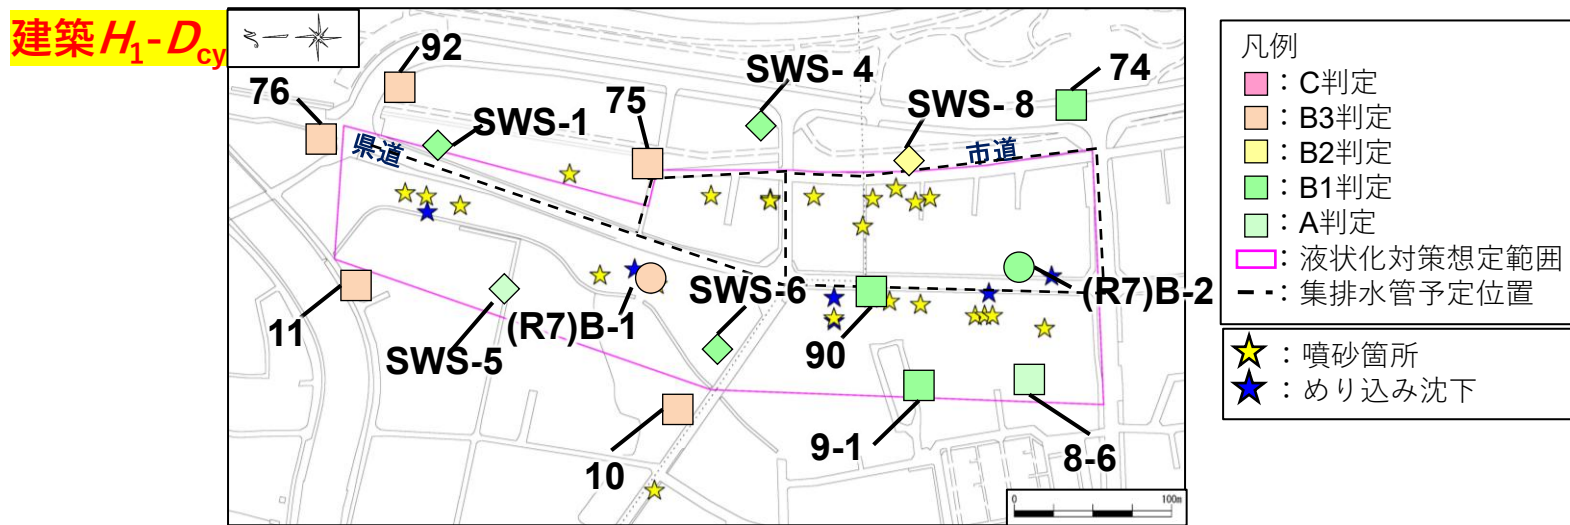 建築H₁-Dcy
92
76
SWS-1
75
SWS- 4
74
SWS- 8
県道
市道
11
SWS-5
(R7)B-1
SWS-6
90
(R7)B-2
10
9-1
8-6
0
100m
凡例
：C判定
：B3判定
：B2判定
：B1判定
：A判定
：液状化対策想定範囲
：集排水管予定位置
：噴砂箇所
：めり込み沈下